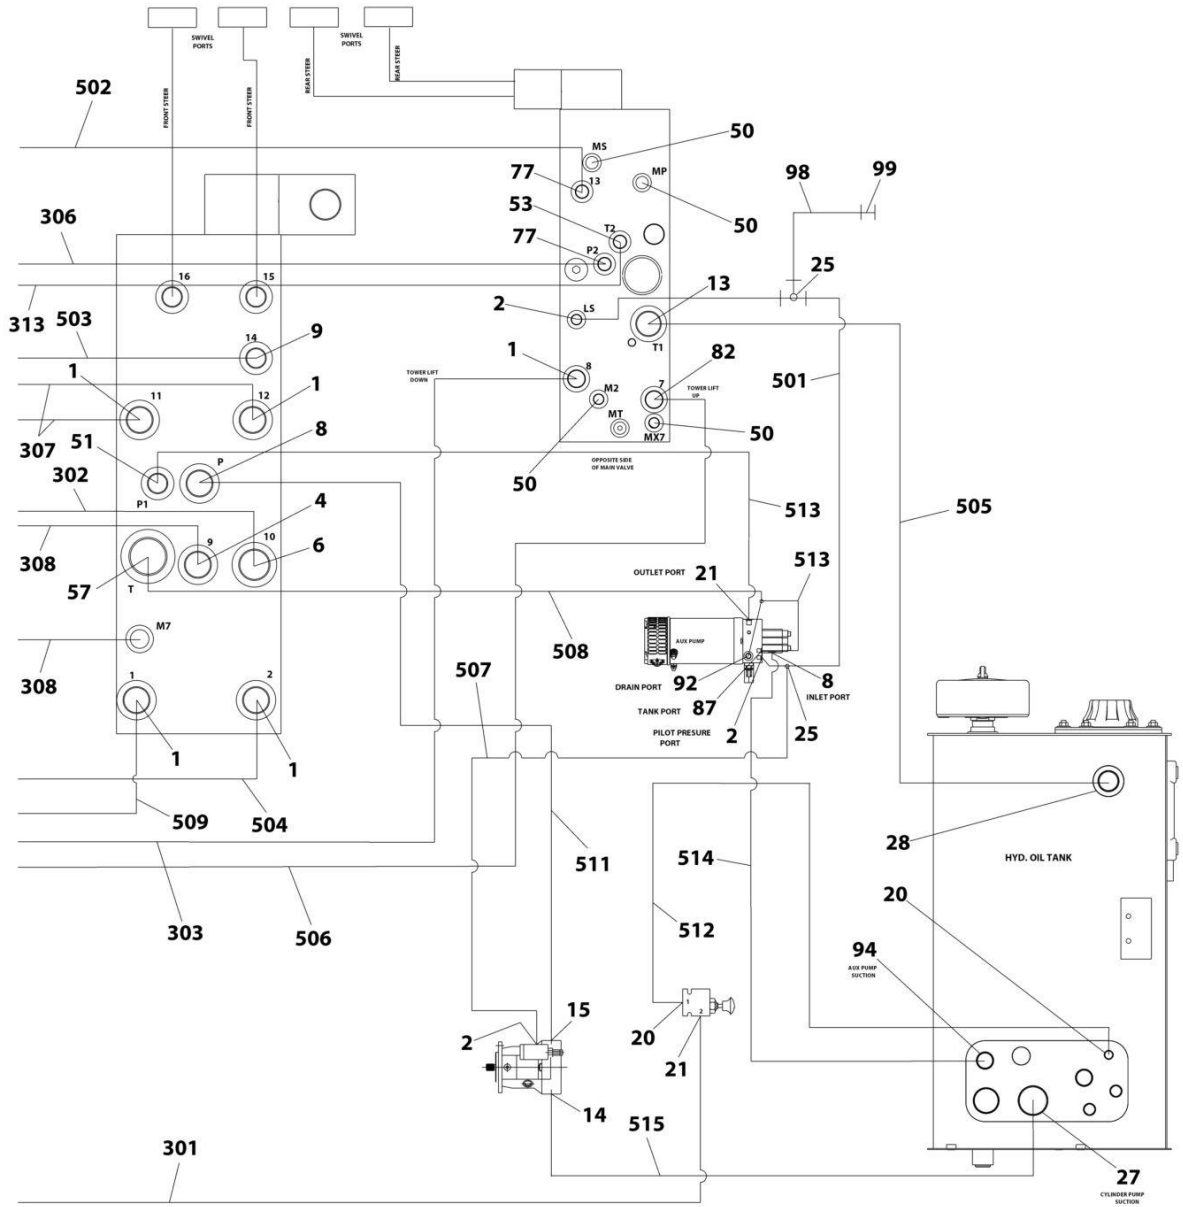 SWIVEL
PORTS
SWIVEL
PORTS
FRONT STEER
FRONT STEER
REAR STEER
REAR STEER
502
MS
50
77
13
MP
98
99
53
T2
50
306
77
P2
16
15
25
313
503
2
LS
13
14
9
T1
1
1
8
82
TOWER LIFT
DOWN
501
11
12
1
7
TOWER LIFT
UP
M2
307
51
8
MT
MX7
50
302
P
OPPOSITE SIDE
OF MAIN VALVE
50
P1
4
513
505
308
9
10
6
57
T
OUTLET PORT
21
513
M7
AUX PUMP
508
308
507
DRAIN PORT
92
8
INLET PORT
1
2
TANK PORT
87
PILOT PRESURE
PORT
2
25
1
1
509
504
28
511
514
HYD. OIL TANK
20
303
506
512
94
AUX PUMP
SUCTION
1
2
15
20
2
21
14
515
301
27
CYLINDER PUMP
SUCTION